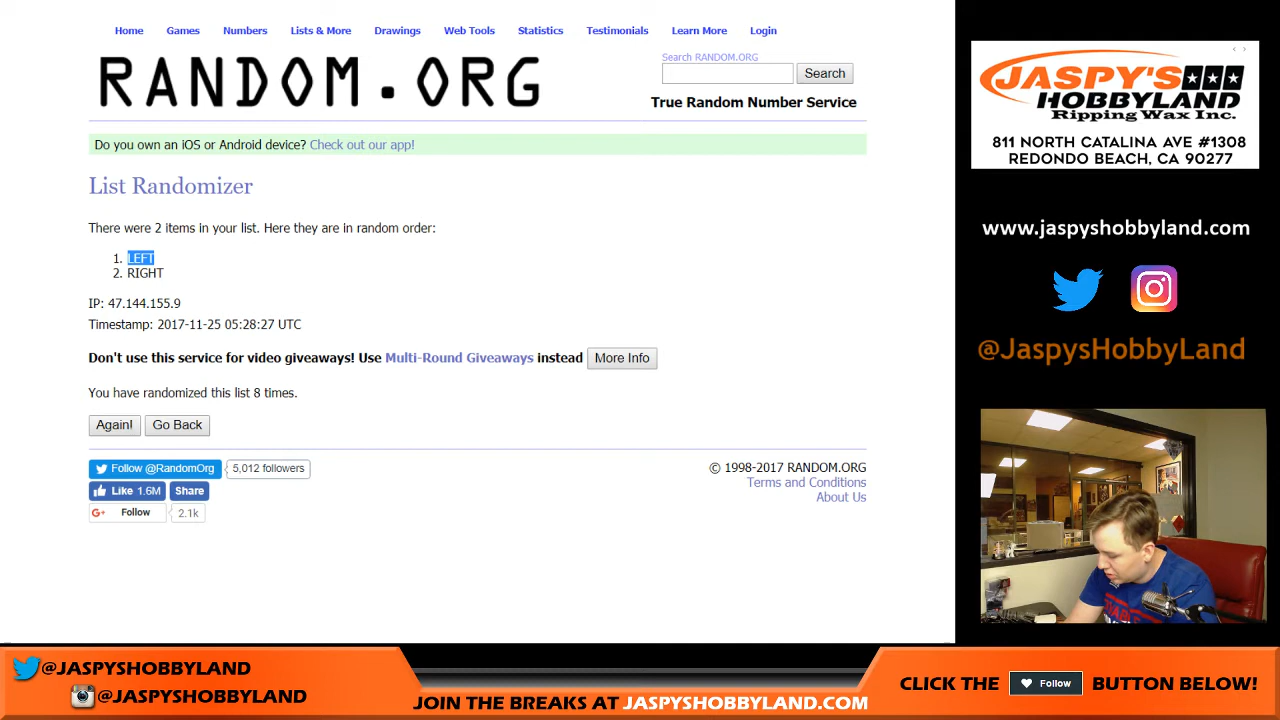 Home Games Numbers Lists & More Drawings Web Tools Statistics Testimonials Learn More Login
RANDOM.ORG
Search RANDOM.ORG
Search
True Random Number Service
Do you own an iOS or Android device? Check out our app!
List Randomizer
There were 2 items in your list. Here they are in random order:
1. LEFT
2. RIGHT
IP: 47.144.155.9
Timestamp: 2017-11-25 05:28:27 UTC
Don't use this service for video giveaways! Use Multi-Round Giveaways instead More Info
You have randomized this list 8 times.
Again! Go Back
Follow @RandomOrg 5,012 followers
Like 1.6M Share
G+ Follow 2.1k
© 1998-2017 RANDOM.ORG
Terms and Conditions
About Us
JASPY'S
HOBBYLAND
Ripping Wax Inc.
811 NORTH CATALINA AVE #1308
REDONDO BEACH, CA 90277
www.jaspyshobbyland.com
@JaspysHobbyLand
@JASPYSHOBBYLAND
@JASPYSHOBBYLAND
JOIN THE BREAKS AT JASPYSHOBBYLAND.COM
CLICK THE Follow BUTTON BELOW!